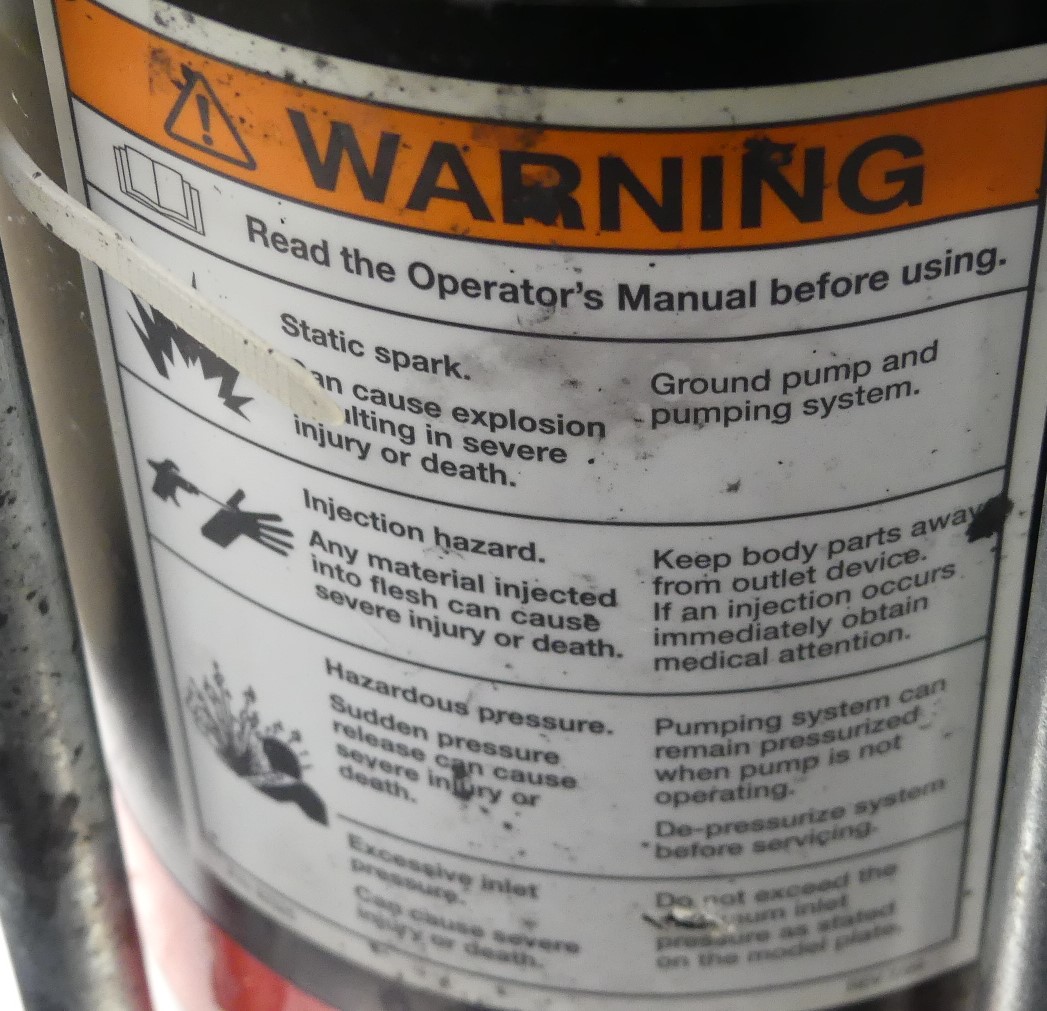 WARNING
Read the Operator's Manual before using.
Static spark.
an cause explosion
ulting in severe
injury or death.
Ground pump and
pumping system.
Injection hazard.
Any material injected
into flesh can cause
severe injury or death.
Keep body parts away
from outlet device.
If an injection occurs
immediately obtain
medical attention.
Hazardous pressure.
Sudden pressure
release can cause
severe injury or
death.
Pumping system can
remain pressurized
when pump is not
operating.
De-pressurize system
before servicing.
Excessive inlet
pressure.
Can cause severe
injury or death.
Do not exceed the
inlet
pressure as stated
on the model plate.